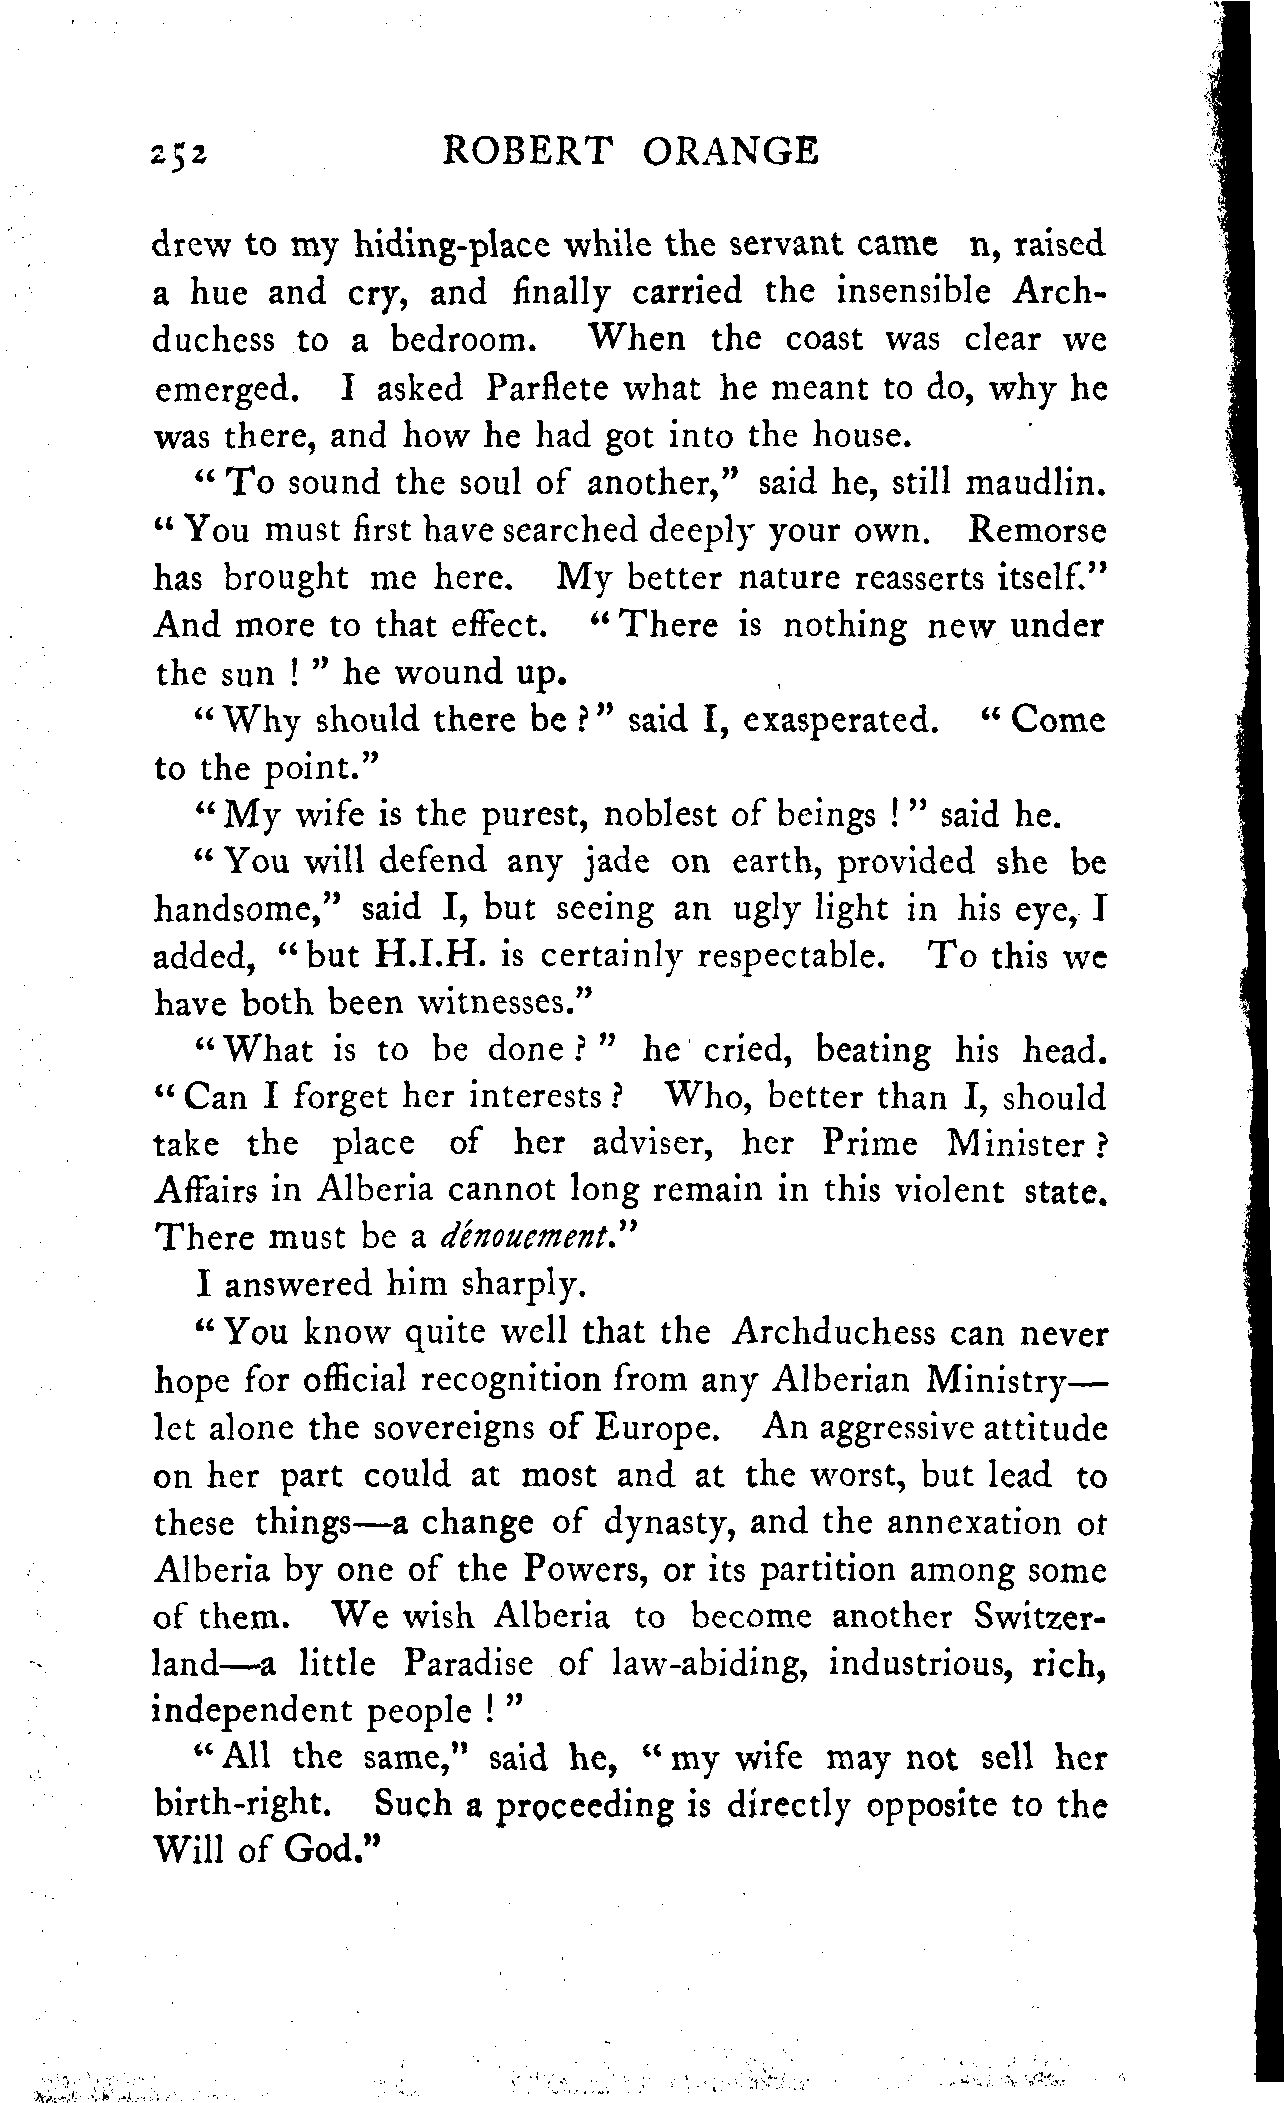 252 ROBERT ORANGE
drew to my hiding-place while the servant came n, raised
a hue and cry, and finally carried the insensible Arch-
duchess to a bedroom. When the coast was clear we
emerged. I asked Parflete what he meant to do, why he
was there, and how he had got into the house.
“ To sound the soul of another,” said he, still maudlin.
“ You must first have searched deeply your own. Remorse
has brought me here. My better nature reasserts itself.”
And more to that effect. “ There is nothing new under
the sun ! ” he wound up.
“ Why should there be ? ” said I, exasperated. “ Come
to the point.”
“ My wife is the purest, noblest of beings ! ” said he.
“ You will defend any jade on earth, provided she be
handsome,” said I, but seeing an ugly light in his eye, I
added, “ but H.I.H. is certainly respectable. To this we
have both been witnesses.”
“ What is to be done ? ” he cried, beating his head.
“ Can I forget her interests ? Who, better than I, should
take the place of her adviser, her Prime Minister ?
Affairs in Alberia cannot long remain in this violent state.
There must be a dénouement.”
I answered him sharply.
“ You know quite well that the Archduchess can never
hope for official recognition from any Alberian Ministry—
let alone the sovereigns of Europe. An aggressive attitude
on her part could at most and at the worst, but lead to
these things—a change of dynasty, and the annexation of
Alberia by one of the Powers, or its partition among some
of them. We wish Alberia to become another Switzer-
land—a little Paradise of law-abiding, industrious, rich,
independent people ! ”
“ All the same,” said he, “ my wife may not sell her
birth-right. Such a proceeding is directly opposite to the
Will of God.”